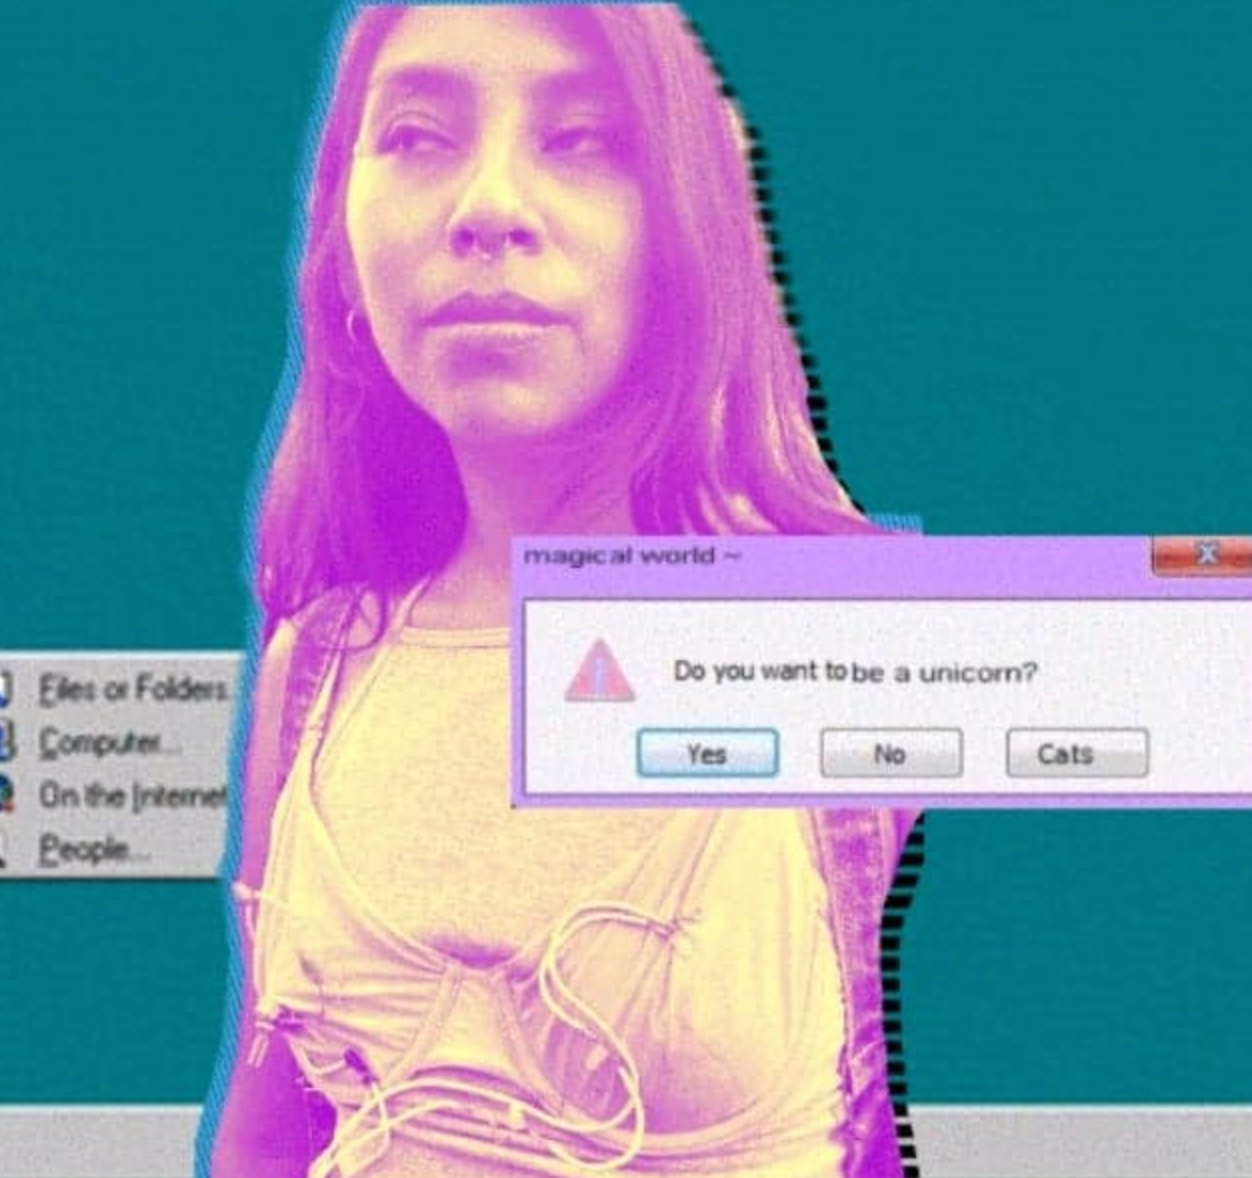 magical world ~
Do you want to be a unicorn?
Files or Folders
Computer...
Yes
No
Cats
On the Internet
People...